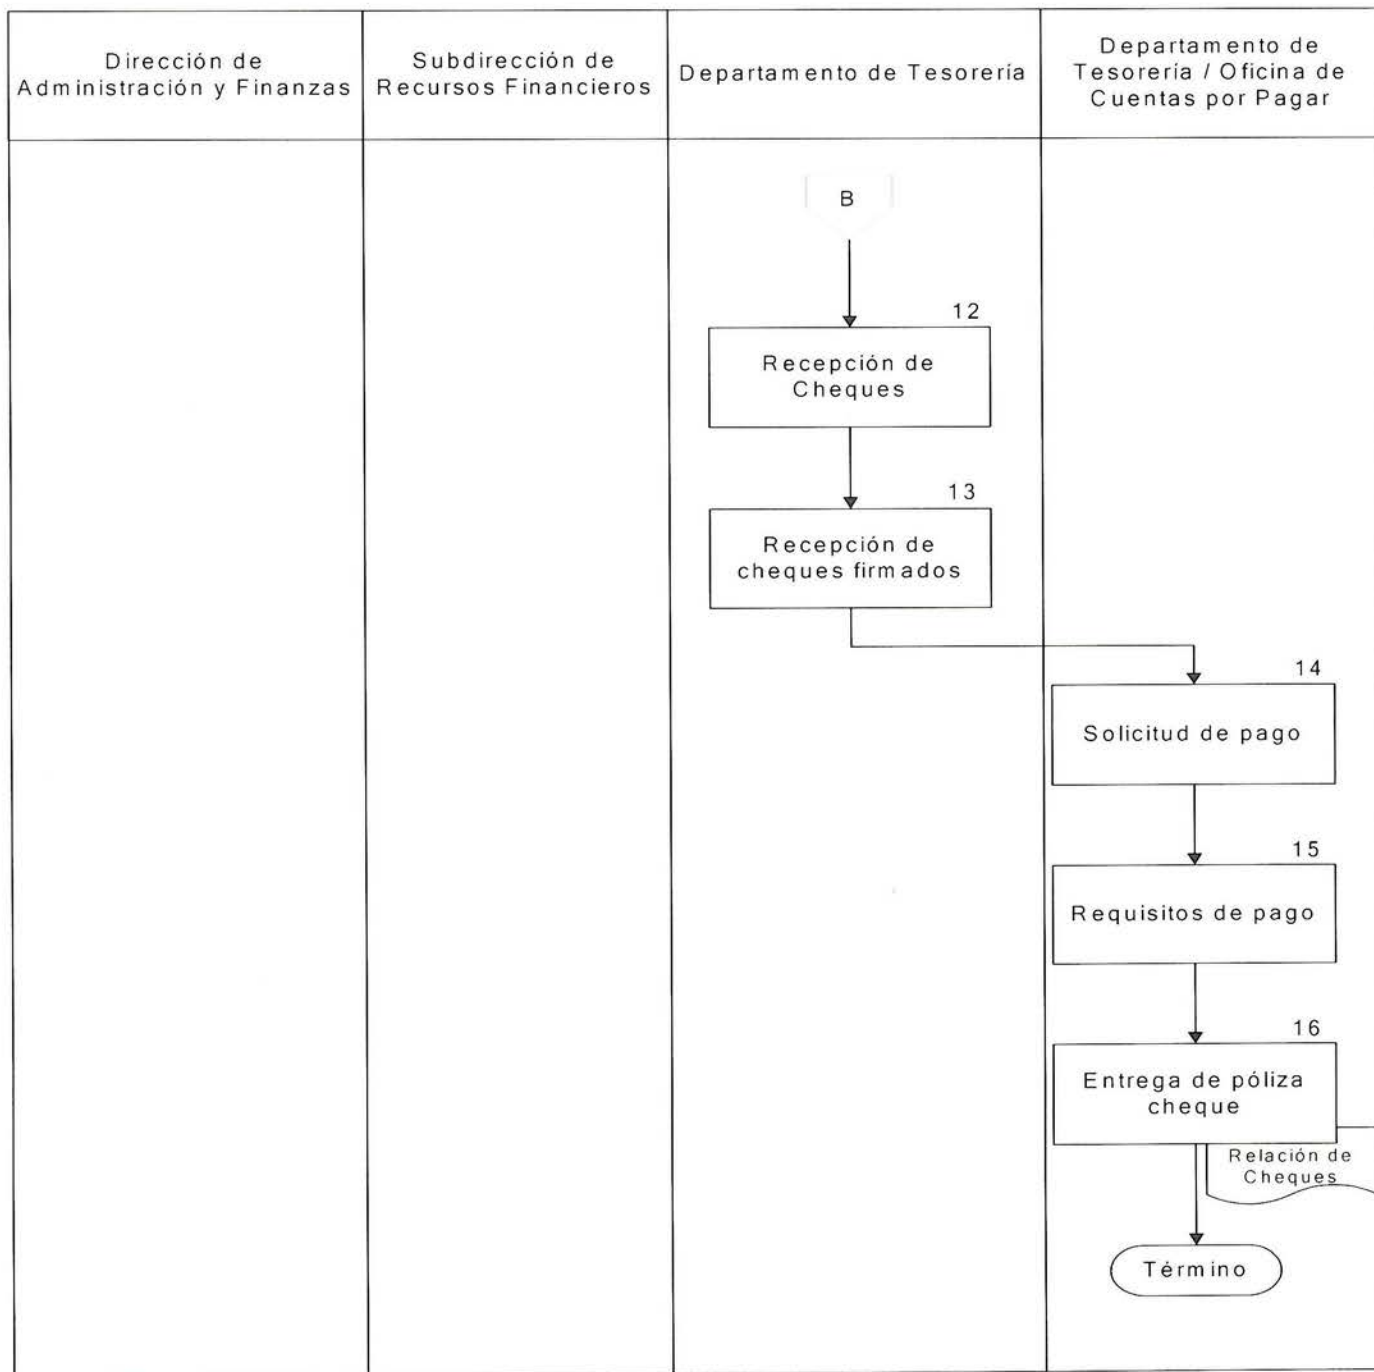 Dirección de
Administración y Finanzas
Subdirección de
Recursos Financieros
Departamento de Tesorería
Departamento de
Tesorería / Oficina de
Cuentas por Pagar
B
12
Recepción de
Cheques
13
Recepción de
cheques firmados
14
Solicitud de pago
15
Requisitos de pago
16
Entrega de póliza
cheque
Relación de
Cheques
Término